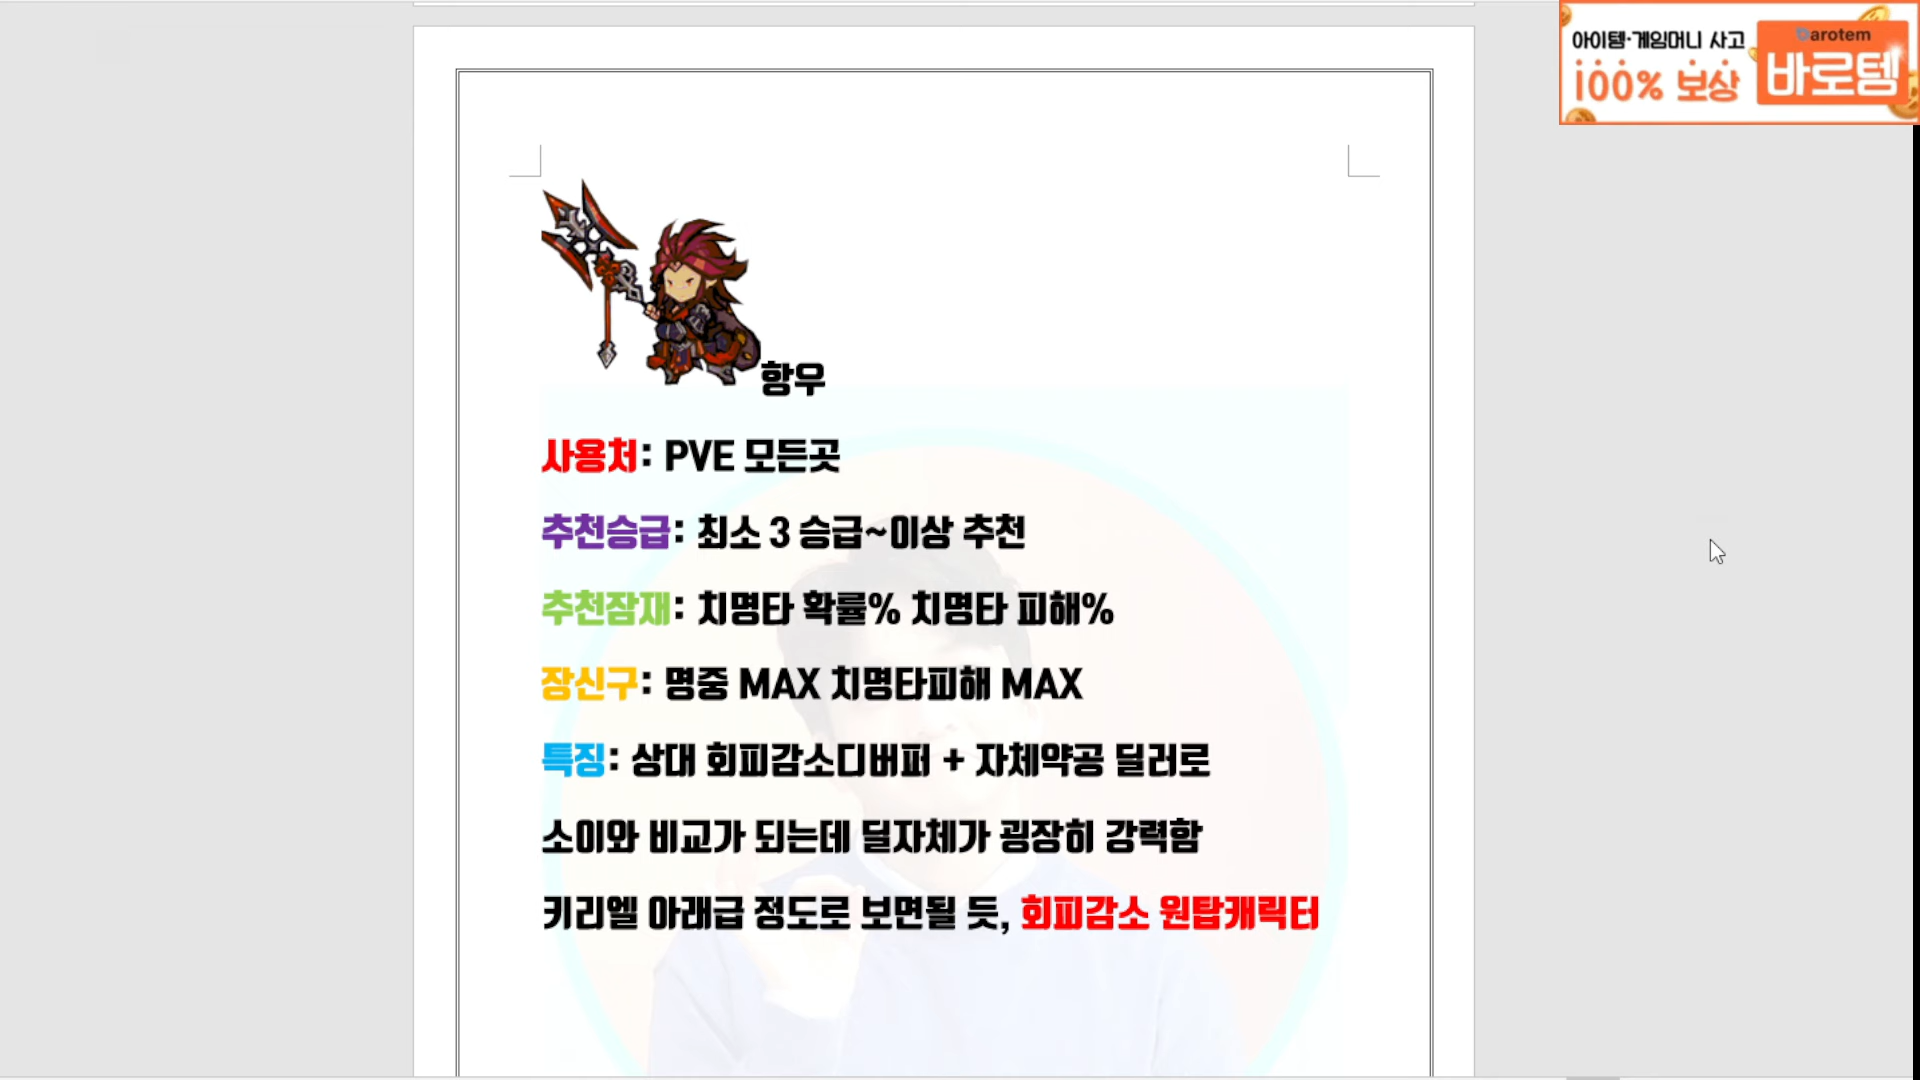 아이템·게임머니 사고
100% 보상
Barotem
바로템
항우
사용처: PVE 모든곳
추천승급: 최소 3 승급~이상 추천
추천잠재: 치명타 확률% 치명타 피해%
장신구: 명중 MAX 치명타피해 MAX
특징: 상대 회피감소디버퍼 + 자체약공 딜러로
소이와 비교가 되는데 딜자체가 굉장히 강력함
키리엘 아래급 정도로 보면될 듯, 회피감소 원탑캐릭터